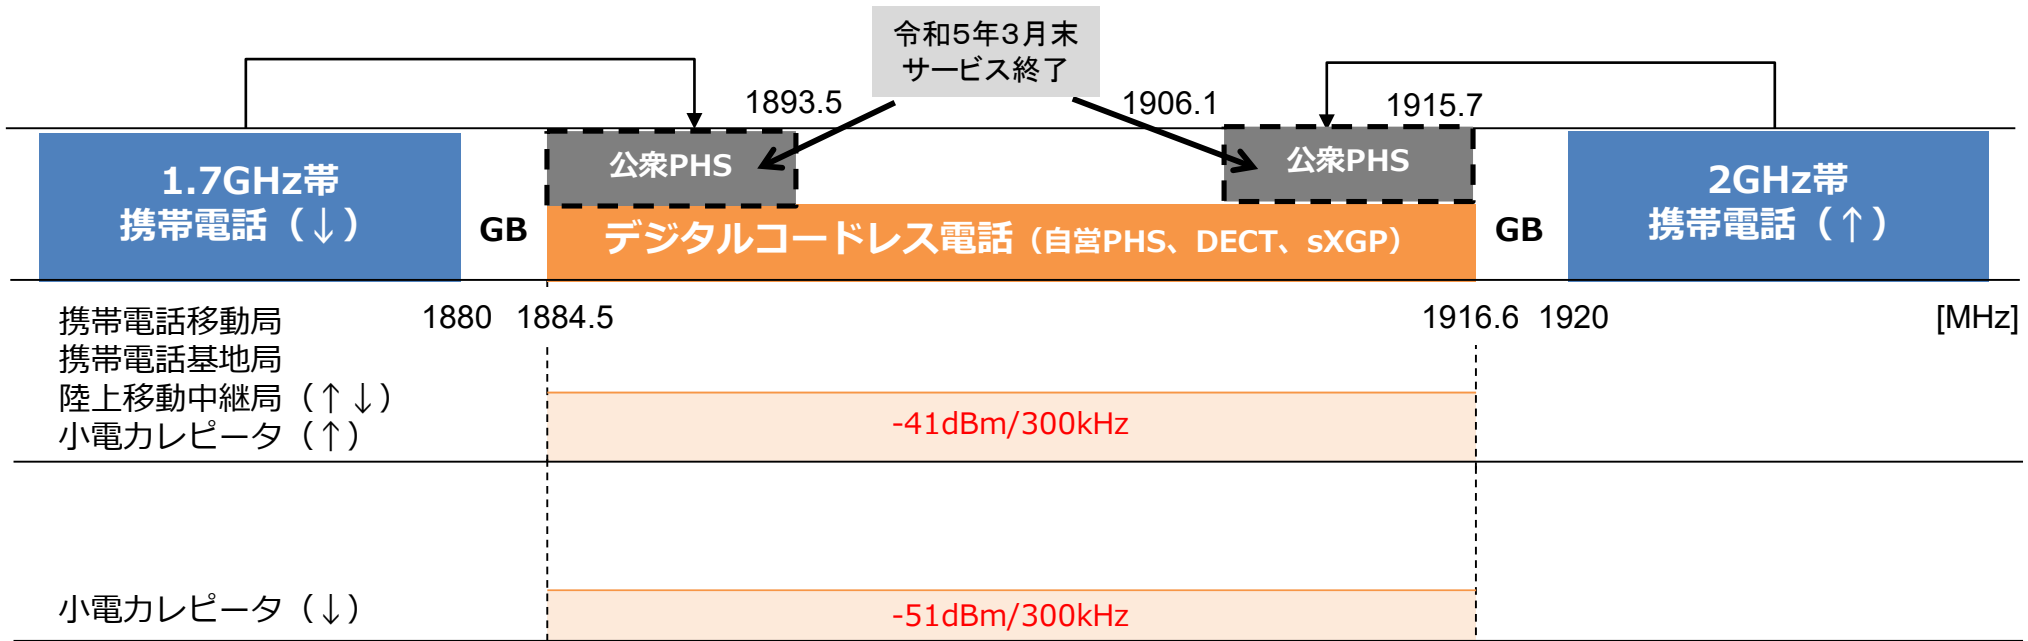 令和5年3月末
サービス終了
1893.5
1906.1
1915.7
公衆PHS
公衆PHS
1.7GHz帯
携帯電話（↓）
GB
デジタルコードレス電話（自営PHS、DECT、sXGP）
GB
2GHz帯
携帯電話（↑）
1880
1884.5
1916.6
1920
[MHz]
携帯電話移動局
携帯電話基地局
陸上移動中継局（↑↓）
小電力レピータ（↑）
-41dBm/300kHz
小電力レピータ（↓）
-51dBm/300kHz